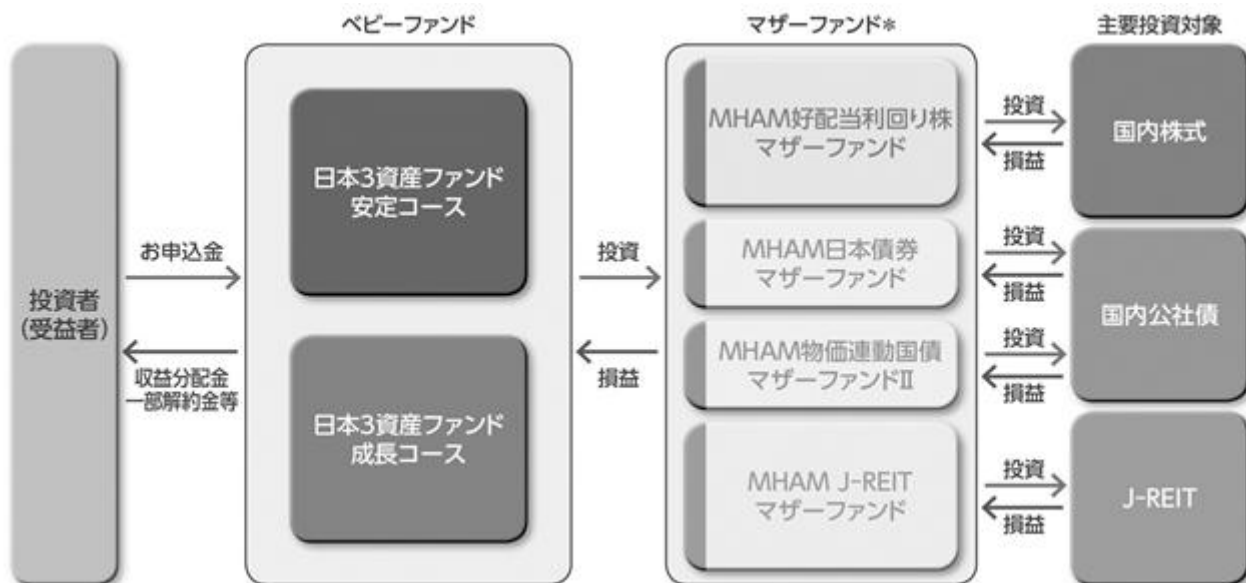 ベビーファンド
マザーファンド*
主要投資対象
投資者
(受益者)
お申込金
収益分配金
一部解約金等
日本3資産ファンド
安定コース
日本3資産ファンド
成長コース
投資
損益
MHAM好配当利回り株
マザーファンド
MHAM日本債券
マザーファンド
MHAM物価連動国債
マザーファンドⅡ
MHAM J-REIT
マザーファンド
投資
損益
投資
損益
投資
損益
投資
損益
国内株式
国内公社債
J-REIT